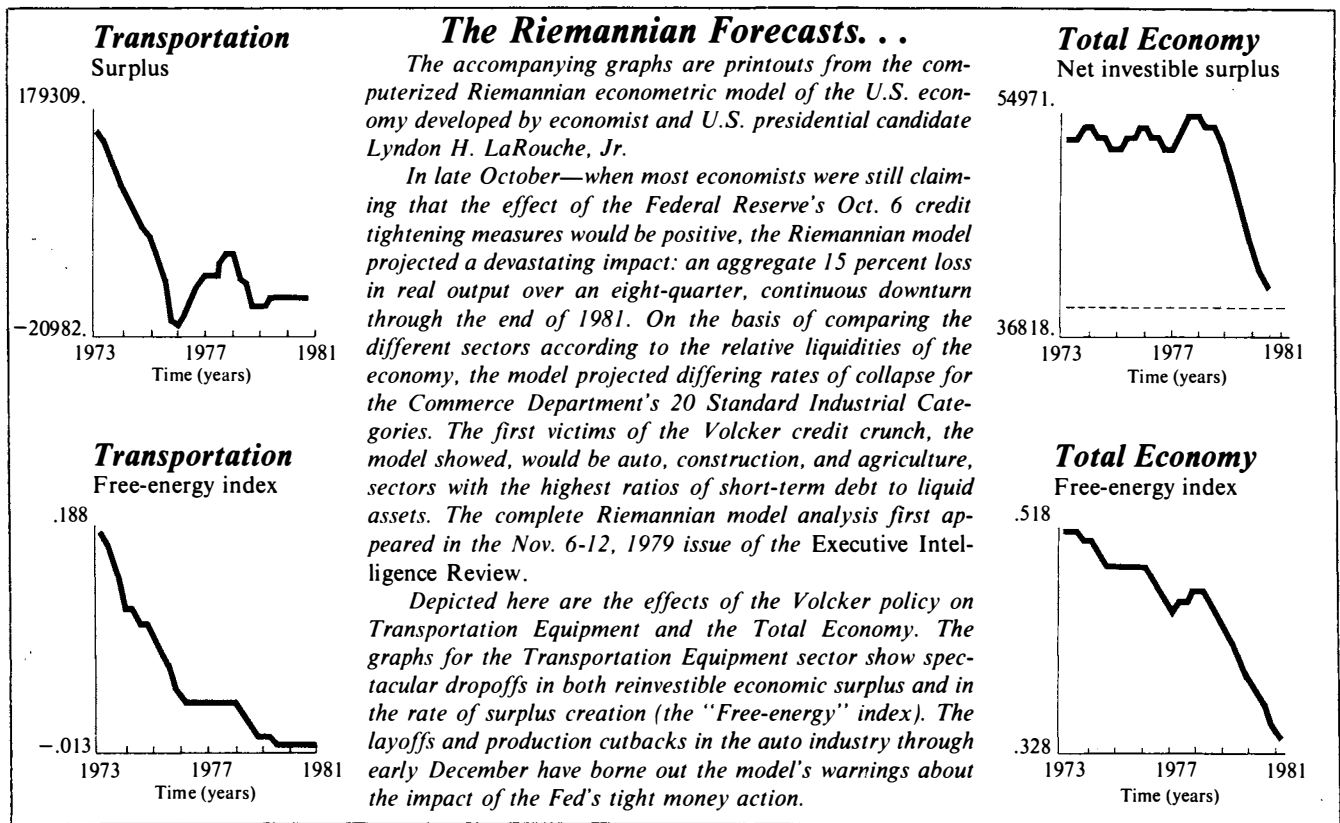 Transportation
Surplus
179309.
−20982.
1973
1977
1981
Time (years)
Transportation
Free-energy index
.188
−.013
1973
1977
1981
Time (years)
The Riemannian Forecasts. . .
The accompanying graphs are printouts from the com-
puterized Riemannian econometric model of the U.S. econ-
omy developed by economist and U.S. presidential candidate
Lyndon H. LaRouche, Jr.
In late October—when most economists were still claim-
ing that the effect of the Federal Reserve's Oct. 6 credit
tightening measures would be positive, the Riemannian model
projected a devastating impact: an aggregate 15 percent loss
in real output over an eight-quarter, continuous downturn
through the end of 1981. On the basis of comparing the
different sectors according to the relative liquidities of the
economy, the model projected differing rates of collapse for
the Commerce Department's 20 Standard Industrial Cate-
gories. The first victims of the Volcker credit crunch, the
model showed, would be auto, construction, and agriculture,
sectors with the highest ratios of short-term debt to liquid
assets. The complete Riemannian model analysis first ap-
peared in the Nov. 6-12, 1979 issue of the Executive Intel-
ligence Review.
Depicted here are the effects of the Volcker policy on
Transportation Equipment and the Total Economy. The
graphs for the Transportation Equipment sector show spec-
tacular dropoffs in both reinvestible economic surplus and in
the rate of surplus creation (the "Free-energy" index). The
layoffs and production cutbacks in the auto industry through
early December have borne out the model's warnings about
the impact of the Fed's tight money action.
Total Economy
Net investible surplus
54971.
36818.
1973
1977
1981
Time (years)
Total Economy
Free-energy index
.518
.328
1973
1977
1981
Time (years)